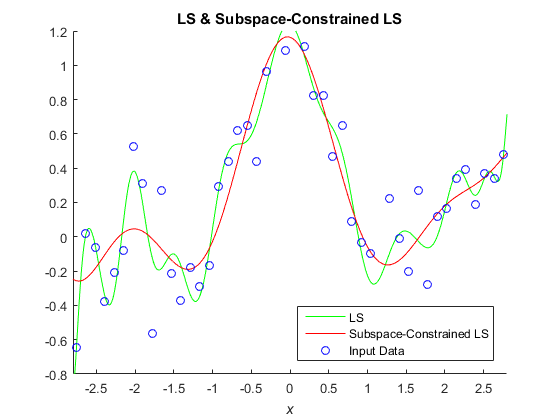 LS & Subspace-Constrained LS
1.2
1
0.8
0.6
0.4
0.2
0
-0.2
-0.4
-0.6
-0.8
-2.5 -2 -1.5 -1 -0.5 0 0.5 1 1.5 2 2.5
x
LS
Subspace-Constrained LS
Input Data